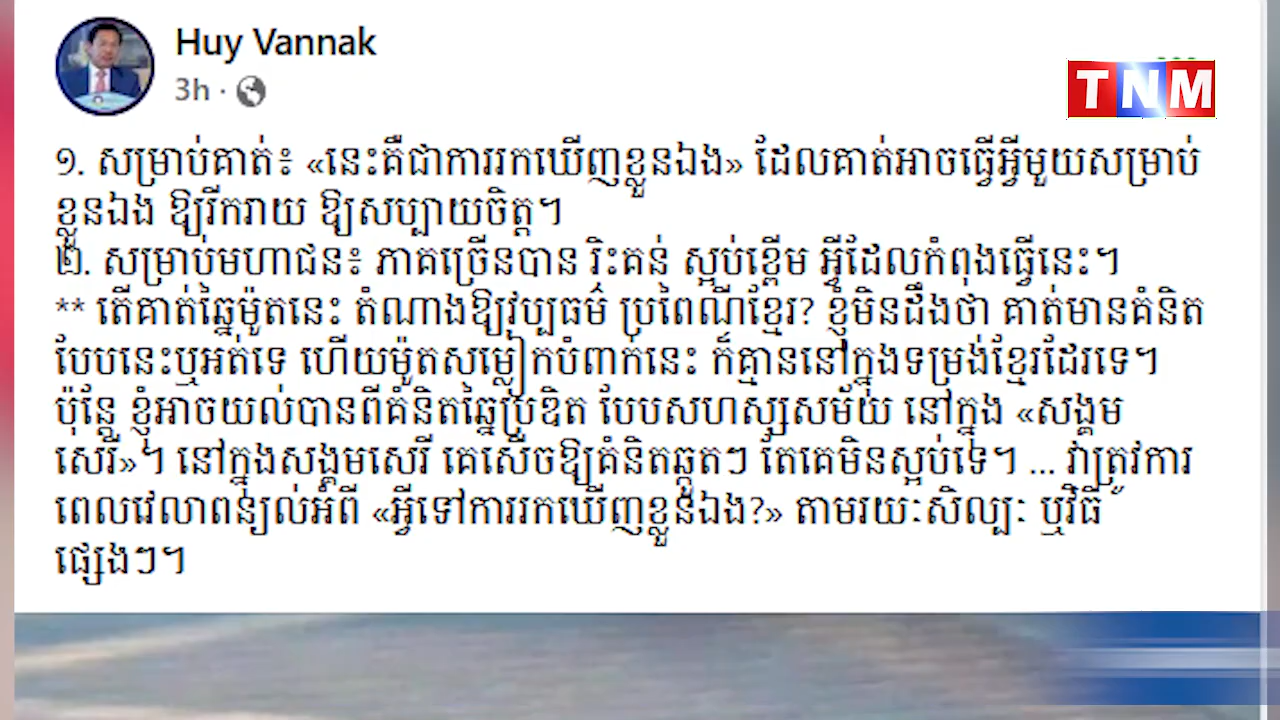 Huy Vannak
3h ·
TNM
១. សម្រាប់គាត់៖ «នេះគឺជាការរកឃើញខ្លួនឯង» ដែលគាត់អាចធ្វើអ្វីមួយសម្រាប់
ខ្លួនឯង ឱ្យរីករាយ ឱ្យសប្បាយចិត្ត។
២. សម្រាប់មហាជន៖ ភាគច្រើនបាន រិះគន់ ស្អប់ខ្ពើម អ្វីដែលកំពុងធ្វើនេះ។
** តើគាត់ឆ្នៃម៉ូតនេះ តំណាងឱ្យវប្បធម៌ ប្រពៃណីខ្មែរ? ខ្ញុំមិនដឹងថា គាត់មានគំនិត
បែបនេះឬអត់ទេ ហើយម៉ូតសម្លៀកបំពាក់នេះ ក៏គ្មាននៅក្នុងទម្រង់ខ្មែរដែរទេ។
ប៉ុន្តែ ខ្ញុំអាចយល់បានពីគំនិតឆ្នៃប្រឌិត បែបសហស្សសម័យ នៅក្នុង «សង្គម
សេរី»។ នៅក្នុងសង្គមសេរី គេសើចឱ្យគំនិតឆ្កួតៗ តែគេមិនស្អប់ទេ។ ... វាត្រូវការ
ពេលវេលាពន្យល់អំពី «អ្វីទៅការរកឃើញខ្លួនឯង?» តាមរយៈសិល្បៈ ឬវិធី
ផ្សេងៗ។